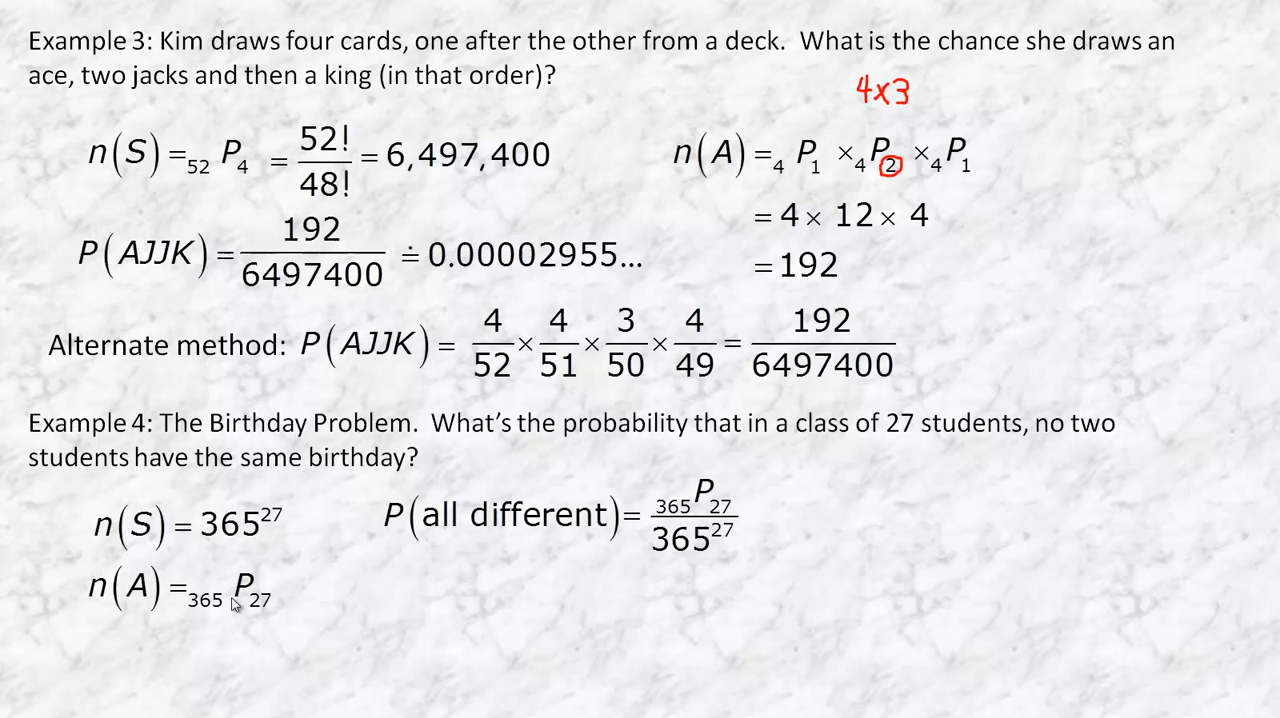 Example 3: Kim draws four cards, one after the other from a deck. What is the chance she draws an
ace, two jacks and then a king (in that order)?
4x3
n(S) = ₅₂P₄ = 52!/48! = 6,497,400
n(A) = ₄P₁ × ₄P₂ × ₄P₁
= 4 × 12 × 4
= 192
P(AJJK) = 192/6497400 ≐ 0.00002955...
Alternate method: P(AJJK) = 4/52 × 4/51 × 3/50 × 4/49 = 192/6497400
Example 4: The Birthday Problem. What’s the probability that in a class of 27 students, no two
students have the same birthday?
n(S) = 365²⁷
P(all different) = ₃₆₅P₂₇/365²⁷
n(A) = ₃₆₅P₂₇